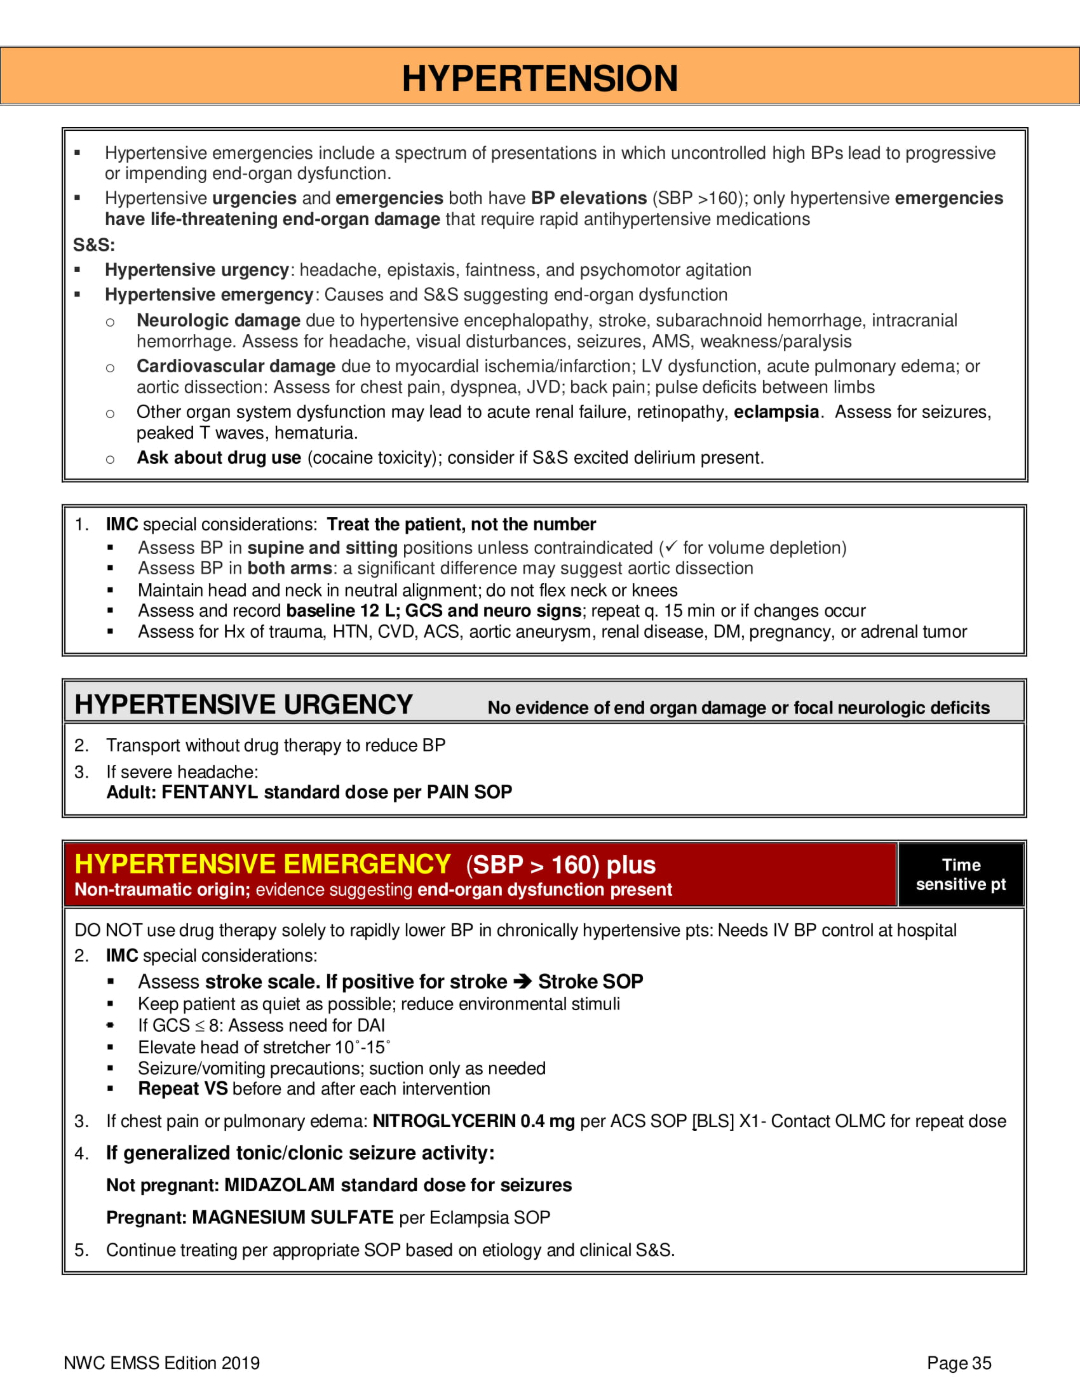 HYPERTENSION
▪ Hypertensive emergencies include a spectrum of presentations in which uncontrolled high BPs lead to progressive
or impending end-organ dysfunction.
▪ Hypertensive urgencies and emergencies both have BP elevations (SBP >160); only hypertensive emergencies
have life-threatening end-organ damage that require rapid antihypertensive medications
S&S:
▪ Hypertensive urgency: headache, epistaxis, faintness, and psychomotor agitation
▪ Hypertensive emergency: Causes and S&S suggesting end-organ dysfunction
o Neurologic damage due to hypertensive encephalopathy, stroke, subarachnoid hemorrhage, intracranial
hemorrhage. Assess for headache, visual disturbances, seizures, AMS, weakness/paralysis
o Cardiovascular damage due to myocardial ischemia/infarction; LV dysfunction, acute pulmonary edema; or
aortic dissection: Assess for chest pain, dyspnea, JVD; back pain; pulse deficits between limbs
o Other organ system dysfunction may lead to acute renal failure, retinopathy, eclampsia. Assess for seizures,
peaked T waves, hematuria.
o Ask about drug use (cocaine toxicity); consider if S&S excited delirium present.
1. IMC special considerations: Treat the patient, not the number
▪ Assess BP in supine and sitting positions unless contraindicated (✓ for volume depletion)
▪ Assess BP in both arms: a significant difference may suggest aortic dissection
▪ Maintain head and neck in neutral alignment; do not flex neck or knees
▪ Assess and record baseline 12 L; GCS and neuro signs; repeat q. 15 min or if changes occur
▪ Assess for Hx of trauma, HTN, CVD, ACS, aortic aneurysm, renal disease, DM, pregnancy, or adrenal tumor
HYPERTENSIVE URGENCY No evidence of end organ damage or focal neurologic deficits
2. Transport without drug therapy to reduce BP
3. If severe headache:
Adult: FENTANYL standard dose per PAIN SOP
HYPERTENSIVE EMERGENCY (SBP > 160) plus
Non-traumatic origin; evidence suggesting end-organ dysfunction present
Time
sensitive pt
DO NOT use drug therapy solely to rapidly lower BP in chronically hypertensive pts: Needs IV BP control at hospital
2. IMC special considerations:
▪ Assess stroke scale. If positive for stroke ➔ Stroke SOP
▪ Keep patient as quiet as possible; reduce environmental stimuli
▪ If GCS ≤ 8: Assess need for DAI
▪ Elevate head of stretcher 10˚-15˚
▪ Seizure/vomiting precautions; suction only as needed
▪ Repeat VS before and after each intervention
3. If chest pain or pulmonary edema: NITROGLYCERIN 0.4 mg per ACS SOP [BLS] X1- Contact OLMC for repeat dose
4. If generalized tonic/clonic seizure activity:
Not pregnant: MIDAZOLAM standard dose for seizures
Pregnant: MAGNESIUM SULFATE per Eclampsia SOP
5. Continue treating per appropriate SOP based on etiology and clinical S&S.
NWC EMSS Edition 2019 Page 35